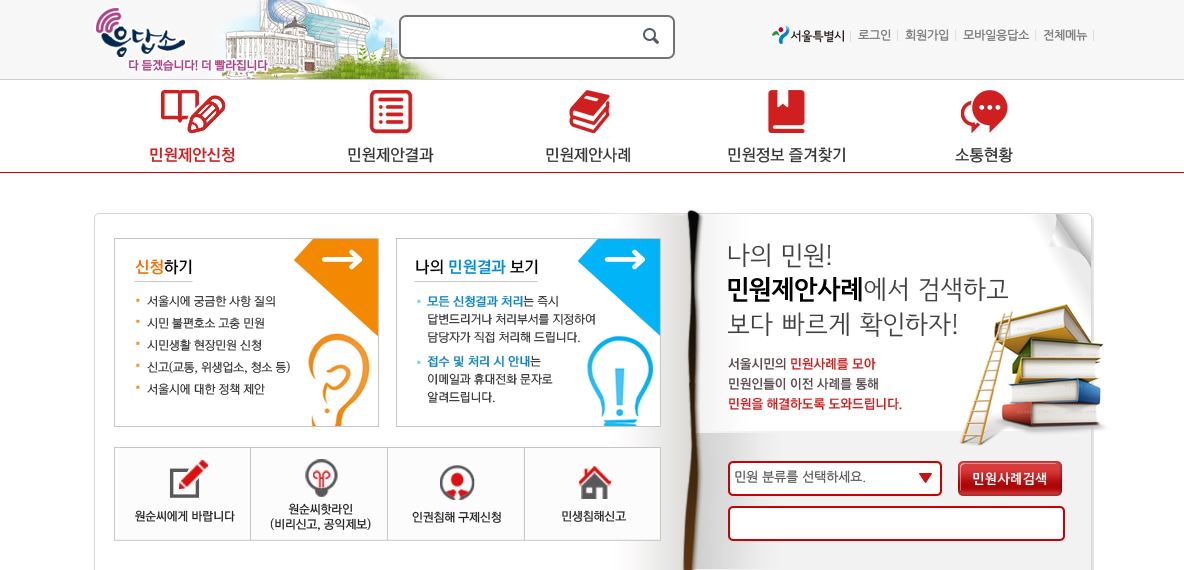 응답소
다 듣겠습니다! 더 빨라집니다
서울특별시 로그인 회원가입 모바일응답소 전체메뉴
민원제안신청 민원제안결과 민원제안사례 민원정보 즐겨찾기 소통현황
신청하기
서울시에 궁금한 사항 질의
시민 불편호소 고충 민원
시민생활 현장민원 신청
신고(교통, 위생업소, 청소 등)
서울시에 대한 정책 제안
나의 민원결과 보기
모든 신청결과 처리는 즉시
답변드리거나 처리부서를 지정하여
담당자가 직접 처리해 드립니다.
접수 및 처리 시 안내는
이메일과 휴대전화 문자로
알려드립니다.
나의 민원!
민원제안사례에서 검색하고
보다 빠르게 확인하자!
서울시민의 민원사례를 모아
민원인들이 이전 사례를 통해
민원을 해결하도록 도와드립니다.
원순씨에게 바랍니다
원순씨핫라인
(비리신고, 공익제보)
인권침해 구제신청
민생침해신고
민원 분류를 선택하세요.
민원사례검색